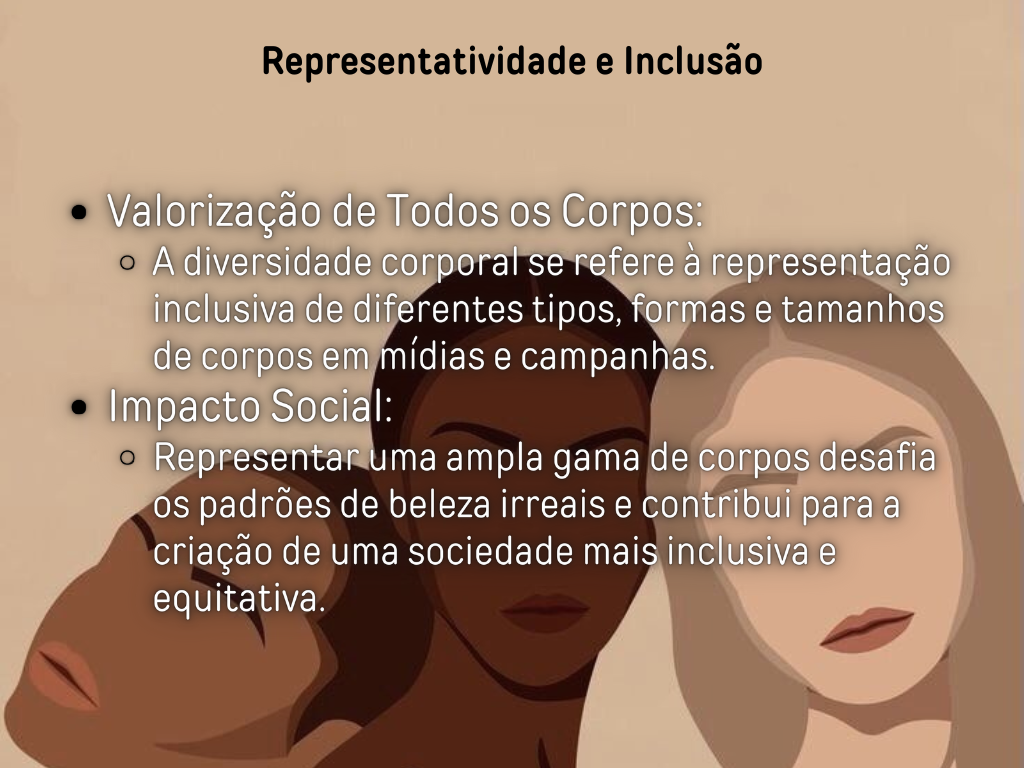 Representatividade e Inclusão
• Valorização de Todos os Corpos:
○ A diversidade corporal se refere à representação
inclusiva de diferentes tipos, formas e tamanhos
de corpos em mídias e campanhas.
• Impacto Social:
○ Representar uma ampla gama de corpos desafia
os padrões de beleza irreais e contribui para a
criação de uma sociedade mais inclusiva e
equitativa.